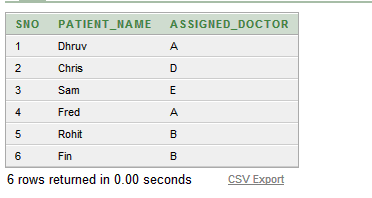 SNO PATIENT_NAME ASSIGNED_DOCTOR
1 Dhruv A
2 Chris D
3 Sam E
4 Fred A
5 Rohit B
6 Fin B
6 rows returned in 0.00 seconds CSV Export